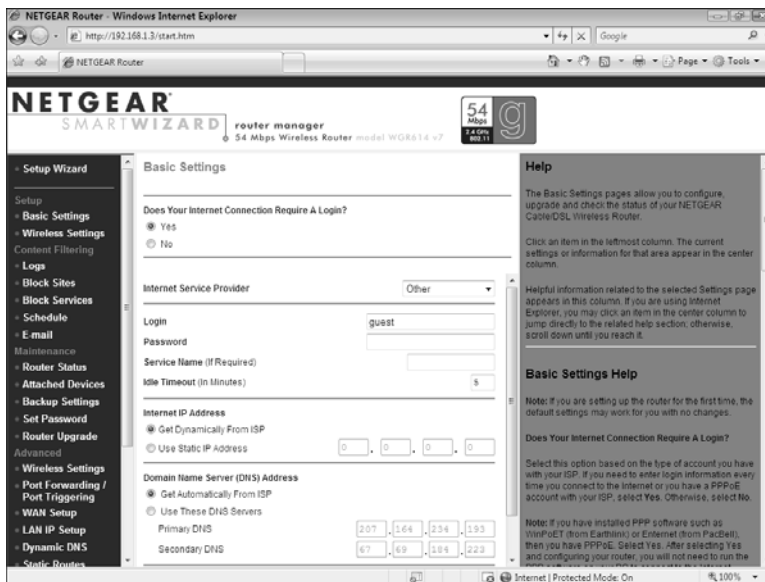 NETGEAR Router - Windows Internet Explorer
http://192.168.1.3/start.htm
Google
NETGEAR Router
Page
Tools
NETGEAR
SMARTWIZARD router manager
54 Mbps Wireless Router model WGR614 v7
54
Mbps
2.4 GHz
802.11
g
Setup Wizard
Setup
Basic Settings
Wireless Settings
Content Filtering
Logs
Block Sites
Block Services
Schedule
E-mail
Maintenance
Router Status
Attached Devices
Backup Settings
Set Password
Router Upgrade
Advanced
Wireless Settings
Port Forwarding /
Port Triggering
WAN Setup
LAN IP Setup
Dynamic DNS
Static Routes
Basic Settings
Does Your Internet Connection Require A Login?
Yes
No
Internet Service Provider Other
Login guest
Password
Service Name (If Required)
Idle Timeout (In Minutes) 5
Internet IP Address
Get Dynamically From ISP
Use Static IP Address 0 . 0 . 0 . 0
Domain Name Server (DNS) Address
Get Automatically From ISP
Use These DNS Servers
Primary DNS 207 . 164 . 234 . 193
Secondary DNS 67 . 69 . 184 . 223
Help
The Basic Settings pages allow you to configure,
upgrade and check the status of your NETGEAR
Cable/DSL Wireless Router.
Click an item in the leftmost column. The current
settings or information for that area appear in the center
column.
Helpful information related to the selected Settings page
appears in this column. If you are using Internet
Explorer, you may click an item in the center column to
jump directly to the related help section; otherwise,
scroll down until you reach it.
Basic Settings Help
Note: If you are setting up the router for the first time, the
default settings may work for you with no changes.
Does Your Internet Connection Require A Login?
Select this option based on the type of account you have
with your ISP. If you need to enter login information every
time you connect to the Internet or you have a PPPoE
account with your ISP, select Yes. Otherwise, select No.
Note: If you have installed PPP software such as
WinPoET (from Earthlink) or Enternet (from PacBell),
then you have PPPoE. Select Yes. After selecting Yes
and configuring your router, you will not need to run the
PPP software on your PC to connect to the Internet.
Internet | Protected Mode: On
100%